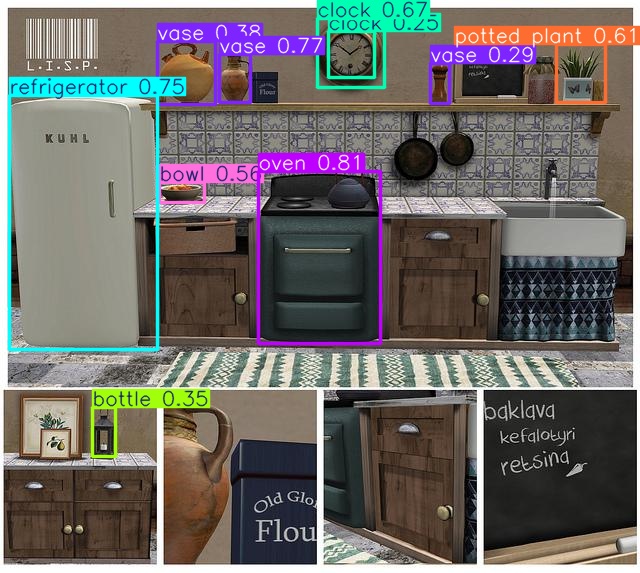 clock 0.67
clock 0.25
vase 0.38
vase 0.77
potted plant 0.61
vase 0.29
L.I.S.P.
refrigerator 0.75
retsina
Flour
KUHL
bowl 0.56
oven 0.81
bottle 0.35
baklava
kefalotyri
retsina
Old Glo
Flou